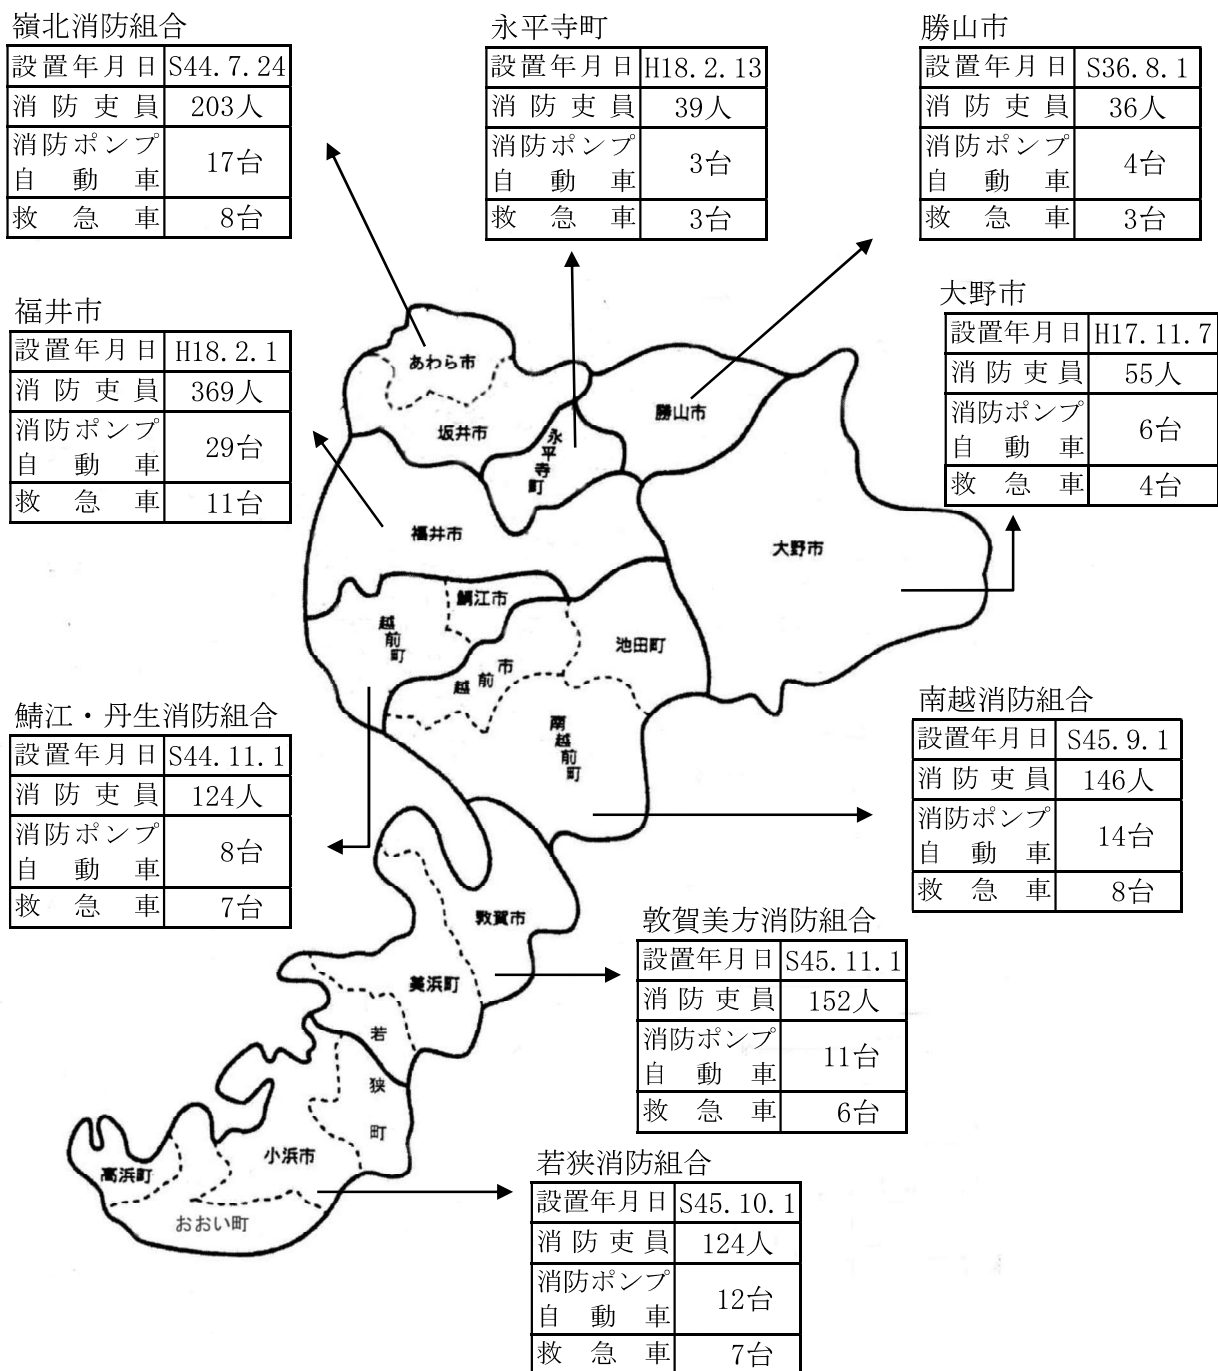 嶺北消防組合
設置年月日 S44.7.24
消防吏員 203人
消防ポンプ
自動車 17台
救急車 8台
永平寺町
設置年月日 H18.2.13
消防吏員 39人
消防ポンプ
自動車 3台
救急車 3台
勝山市
設置年月日 S36.8.1
消防吏員 36人
消防ポンプ
自動車 4台
救急車 3台
福井市
設置年月日 H18.2.1
消防吏員 369人
消防ポンプ
自動車 29台
救急車 11台
大野市
設置年月日 H17.11.7
消防吏員 55人
消防ポンプ
自動車 6台
救急車 4台
あわら市
坂井市
永平寺町
勝山市
福井市
大野市
鯖江市
越前町
池田町
越前市
南越前町
鯖江・丹生消防組合
設置年月日 S44.11.1
消防吏員 124人
消防ポンプ
自動車 8台
救急車 7台
南越消防組合
設置年月日 S45.9.1
消防吏員 146人
消防ポンプ
自動車 14台
救急車 8台
敦賀市
美浜町
若狭町
小浜市
高浜町
おおい町
敦賀美方消防組合
設置年月日 S45.11.1
消防吏員 152人
消防ポンプ
自動車 11台
救急車 6台
若狭消防組合
設置年月日 S45.10.1
消防吏員 124人
消防ポンプ
自動車 12台
救急車 7台